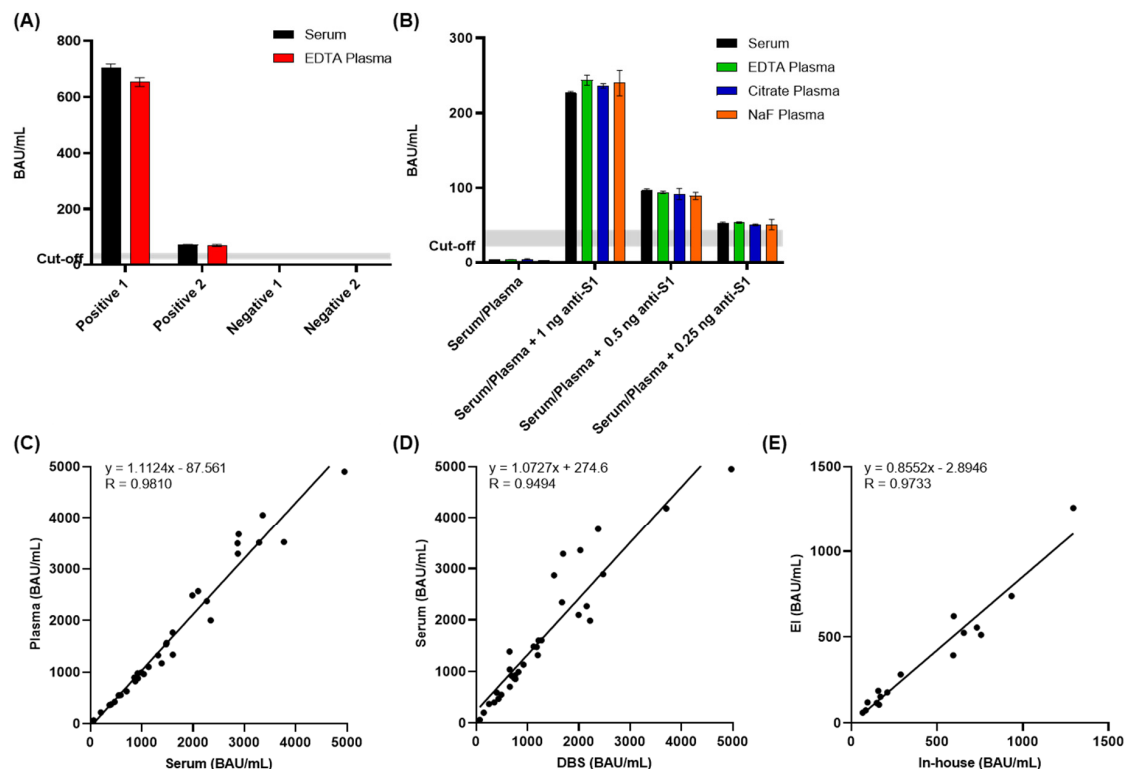 (A)
Serum
EDTA Plasma
BAU/mL
800
600
400
200
0
Cut-off
Positive 1
Positive 2
Negative 1
Negative 2
(B)
Serum
EDTA Plasma
Citrate Plasma
NaF Plasma
BAU/mL
300
200
100
0
Cut-off
Serum/Plasma
Serum/Plasma + 1 ng anti-S1
Serum/Plasma + 0.5 ng anti-S1
Serum/Plasma + 0.25 ng anti-S1
(C)
y = 1.1124x - 87.561
R = 0.9810
Plasma (BAU/mL)
5000
4000
3000
2000
1000
0
0 1000 2000 3000 4000 5000
Serum (BAU/mL)
(D)
y = 1.0727x + 274.6
R = 0.9494
Serum (BAU/mL)
5000
4000
3000
2000
1000
0
0 1000 2000 3000 4000 5000
DBS (BAU/mL)
(E)
y = 0.8552x - 2.8946
R = 0.9733
EI (BAU/mL)
1500
1000
500
0
0 500 1000 1500
In-house (BAU/mL)